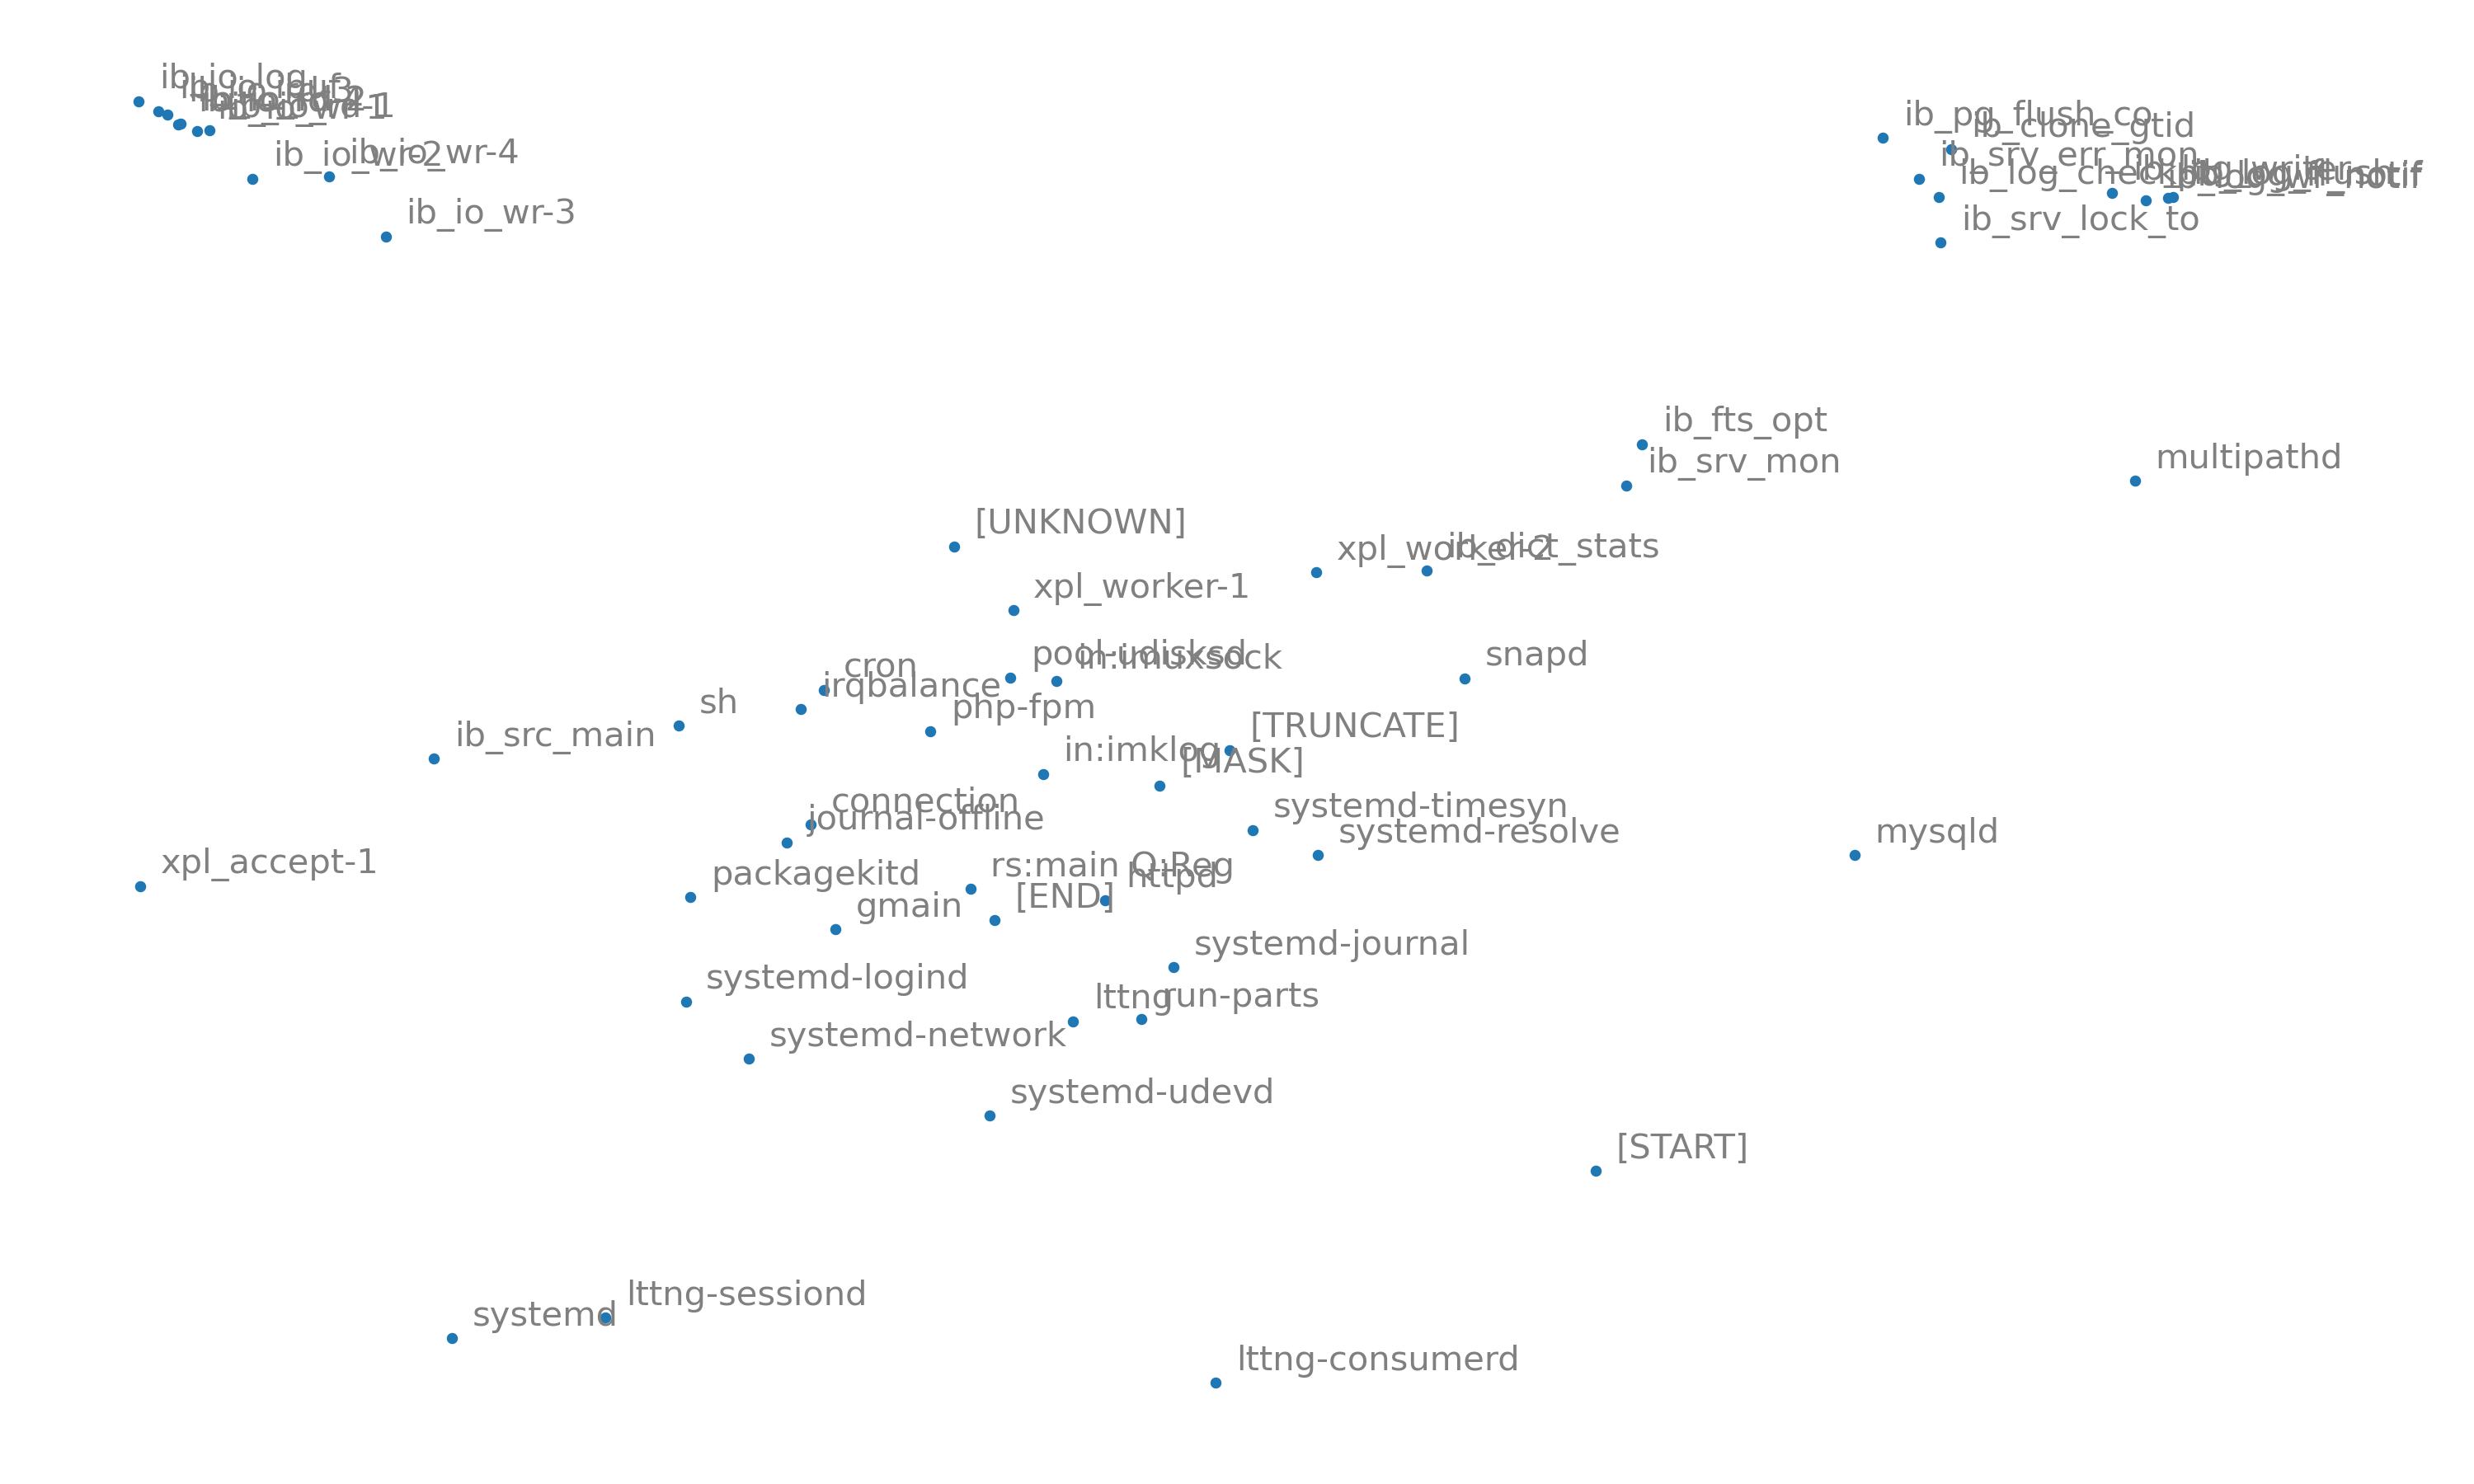 ib_io_log
ib_pg_flush_co
ib_clone_gtid
ib_io_wr-1
ib_io_wr-2
ib_io_wr-4
ib_srv_err_mon
ib_io_wr-3
ib_srv_lock_to
ib_fts_opt
ib_srv_mon
multipathd
[UNKNOWN]
xpl_worker-2
ib_dict_stats
xpl_worker-1
pool-udisksd
in:imuxsock
snapd
cron
irqbalance
sh
php-fpm
ib_src_main
[TRUNCATE]
in:imklog
[MASK]
connection
systemd-timesyn
journal-offline
systemd-resolve
mysqld
xpl_accept-1
packagekitd
rs:main Q:Reg
httpd
[END]
gmain
systemd-journal
systemd-logind
lttng
run-parts
systemd-network
systemd-udevd
[START]
lttng-sessiond
systemd
lttng-consumerd